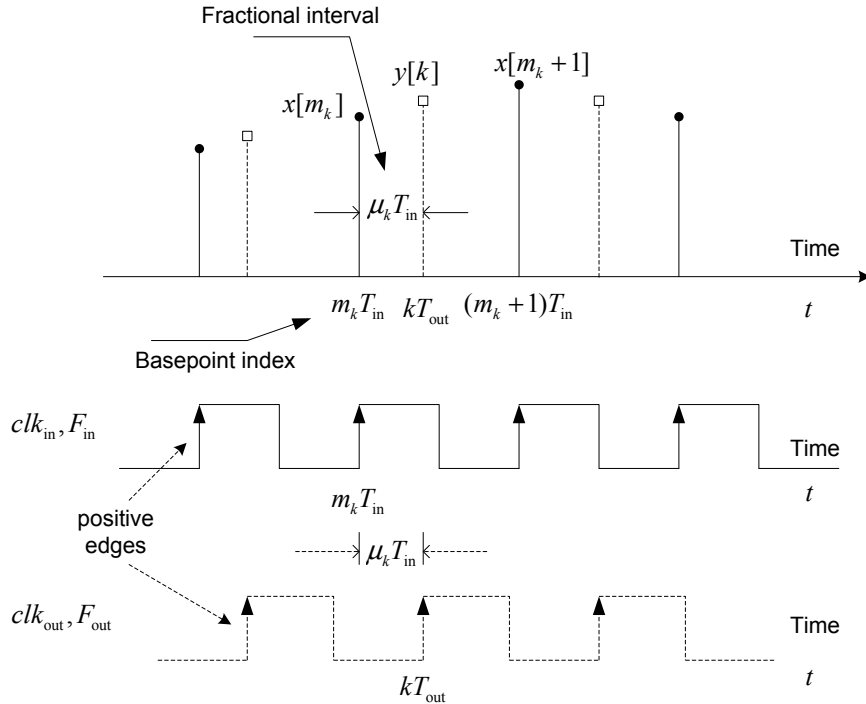 Fractional interval
y[k]
x[m_k + 1]
x[m_k]
μ_k T_in
Time
m_k T_in kT_out (m_k + 1)T_in t
Basepoint index
clk_in, F_in
Time
m_k T_in t
positive
edges
μ_k T_in
clk_out, F_out
Time
kT_out t